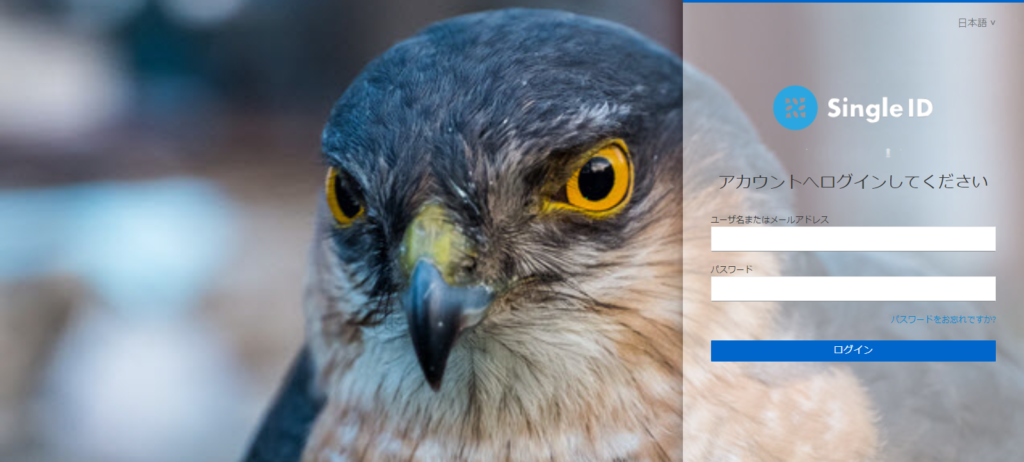 日本語 ∨
Single ID
アカウントへログインしてください
ユーザ名またはメールアドレス
パスワード
パスワードをお忘れですか?
ログイン